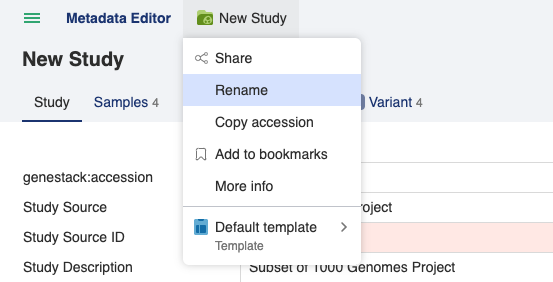 Metadata Editor New Study
New Study
Share
Rename
Study Samples 4 Variant 4
Copy accession
Add to bookmarks
genestack:accession
More info
Study Source
Default template roject
Template
Study Source ID
Study Description Subset of 1000 Genomes Project